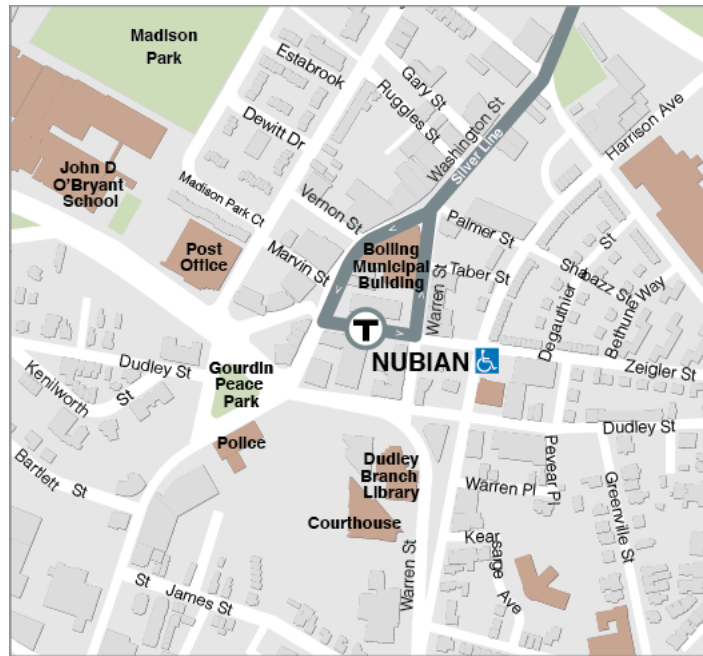 Madison
Park
Estabrook
Gary St
Ruggles St
Washington St
Silver Line
Harrison Ave
Dewitt Dr
John D
O'Bryant
School
Madison Park Ct
Vernon St
Post
Office
Marvin St
Bolling
Municipal
Building
Palmer St
Taber St
Shabazz St
Degauthier St
Bethune Way
Warren St
T
NUBIAN
Zeigler St
Dudley St
Gourdin
Peace
Park
Kenilworth St
Police
Dudley St
Bartlett St
Dudley
Branch
Library
Courthouse
Warren Pl
Pevear Pl
Greenville St
Kearsarge Ave
Warren St
St James St